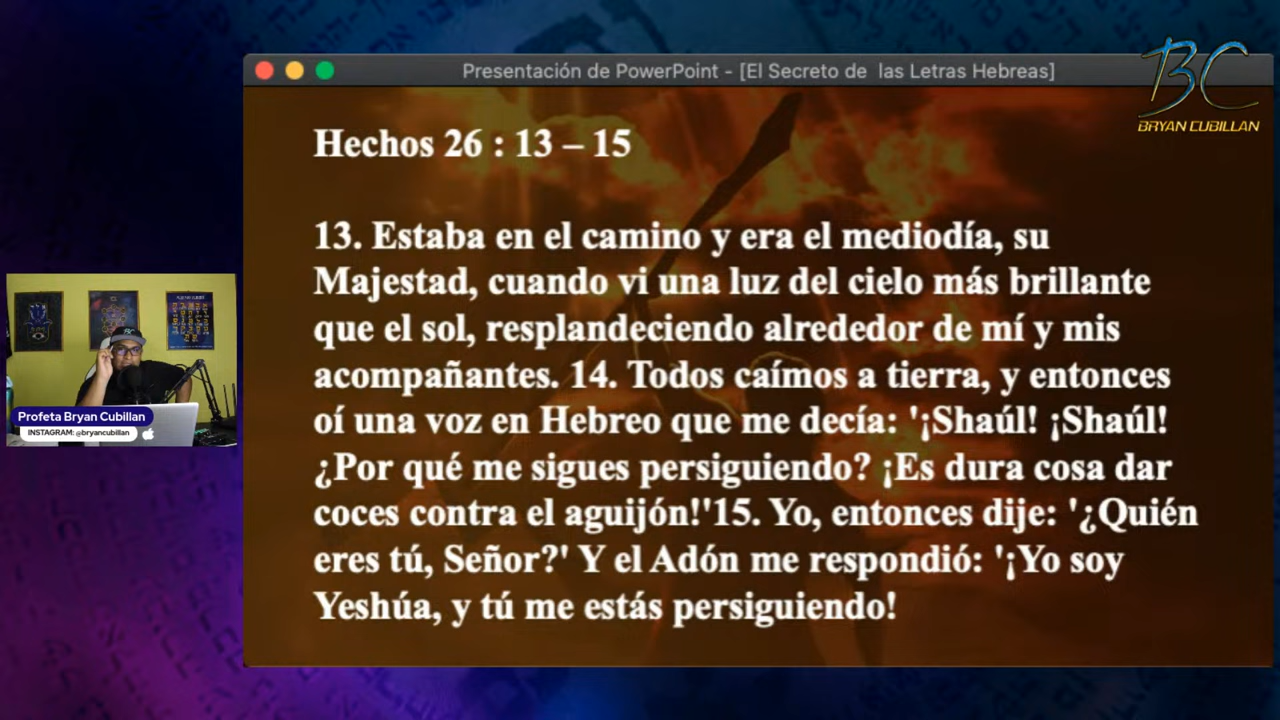 Presentación de PowerPoint - [El Secreto de las Letras Hebreas]
BC
BRYAN CUBILLAN
Hechos 26 : 13 – 15
13. Estaba en el camino y era el mediodía, su
Majestad, cuando vi una luz del cielo más brillante
que el sol, resplandeciendo alrededor de mí y mis
acompañantes. 14. Todos caímos a tierra, y entonces
oí una voz en Hebreo que me decía: '¡Shaúl! ¡Shaúl!
¿Por qué me sigues persiguiendo? ¡Es dura cosa dar
coces contra el aguijón!'15. Yo, entonces dije: '¿Quién
eres tú, Señor?' Y el Adón me respondió: '¡Yo soy
Yeshúa, y tú me estás persiguiendo!
Profeta Bryan Cubillan
INSTAGRAM: @bryancubillan